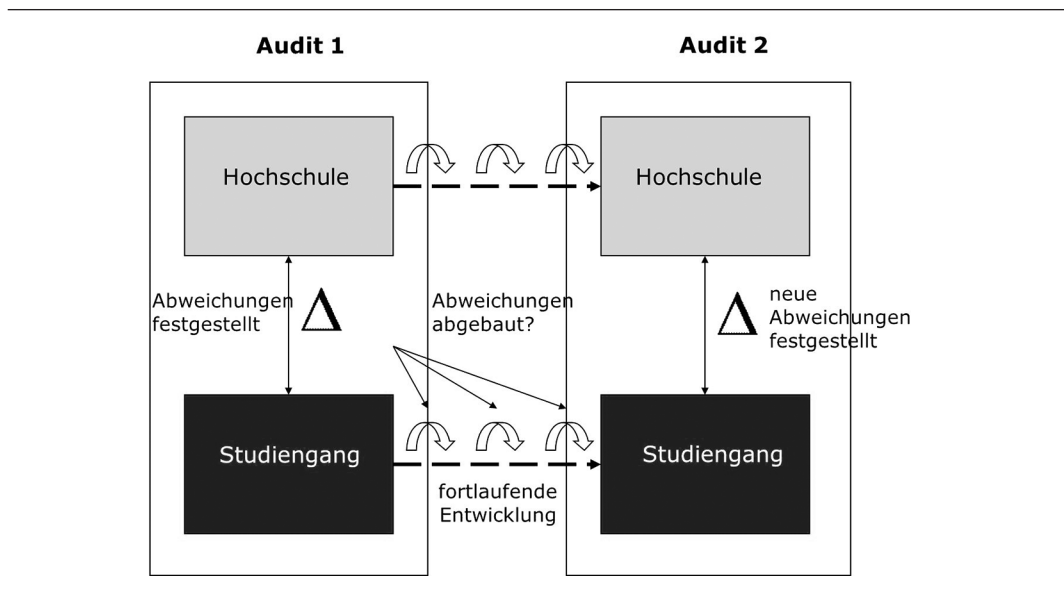 Audit 1
Audit 2
Hochschule
Hochschule
Abweichungen
festgestellt
Δ
Abweichungen
abgebaut?
Δ
neue
Abweichungen
festgestellt
Studiengang
Studiengang
fortlaufende
Entwicklung